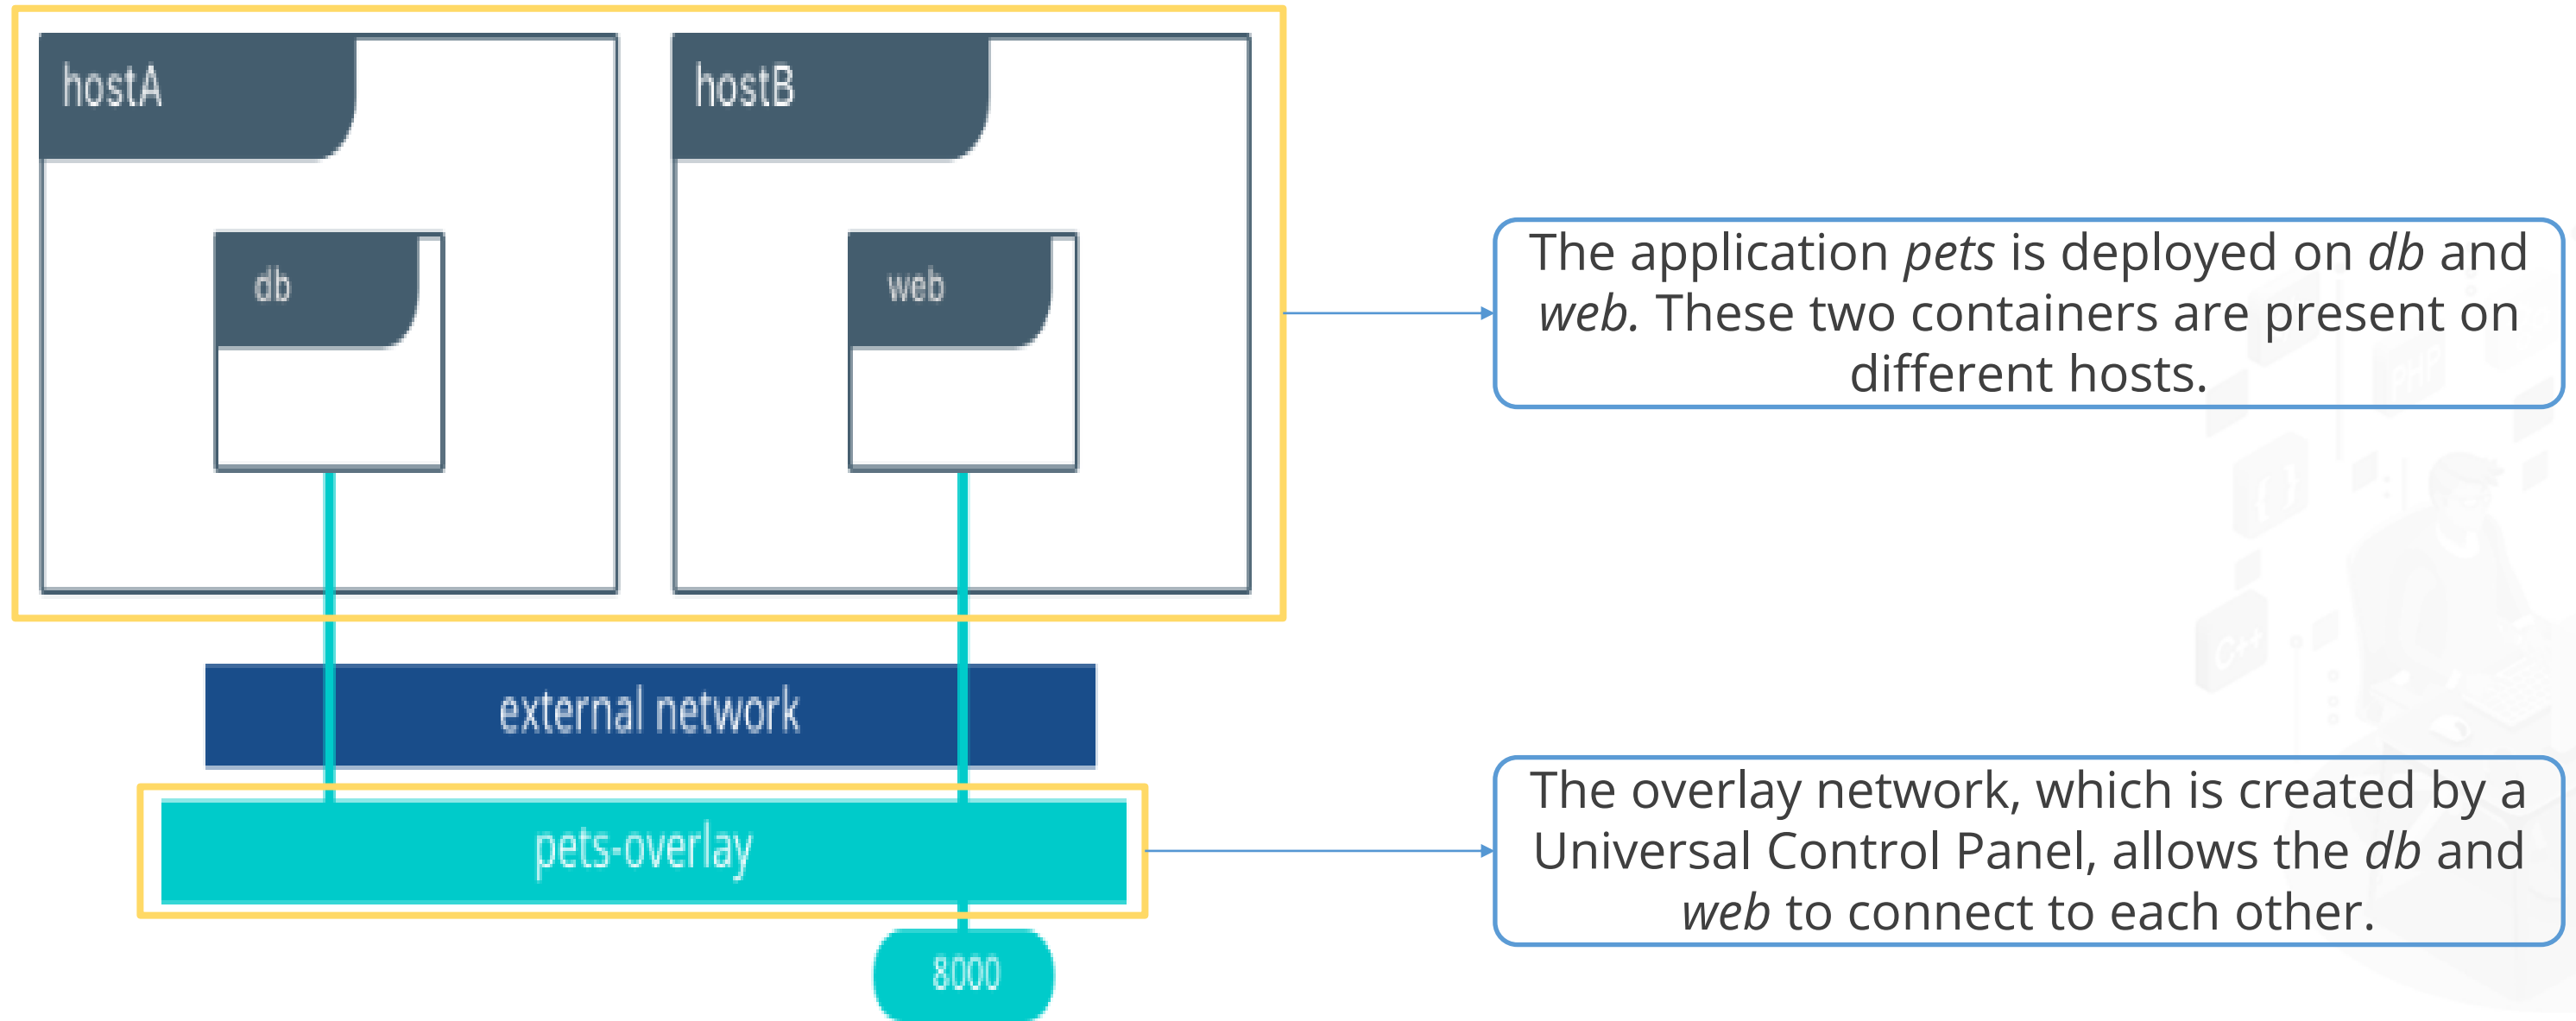 hostA
hostB
db
web
external network
pets-overlay
8000
The application pets is deployed on db and
web. These two containers are present on
different hosts.
The overlay network, which is created by a
Universal Control Panel, allows the db and
web to connect to each other.
PHP
{ }
C++